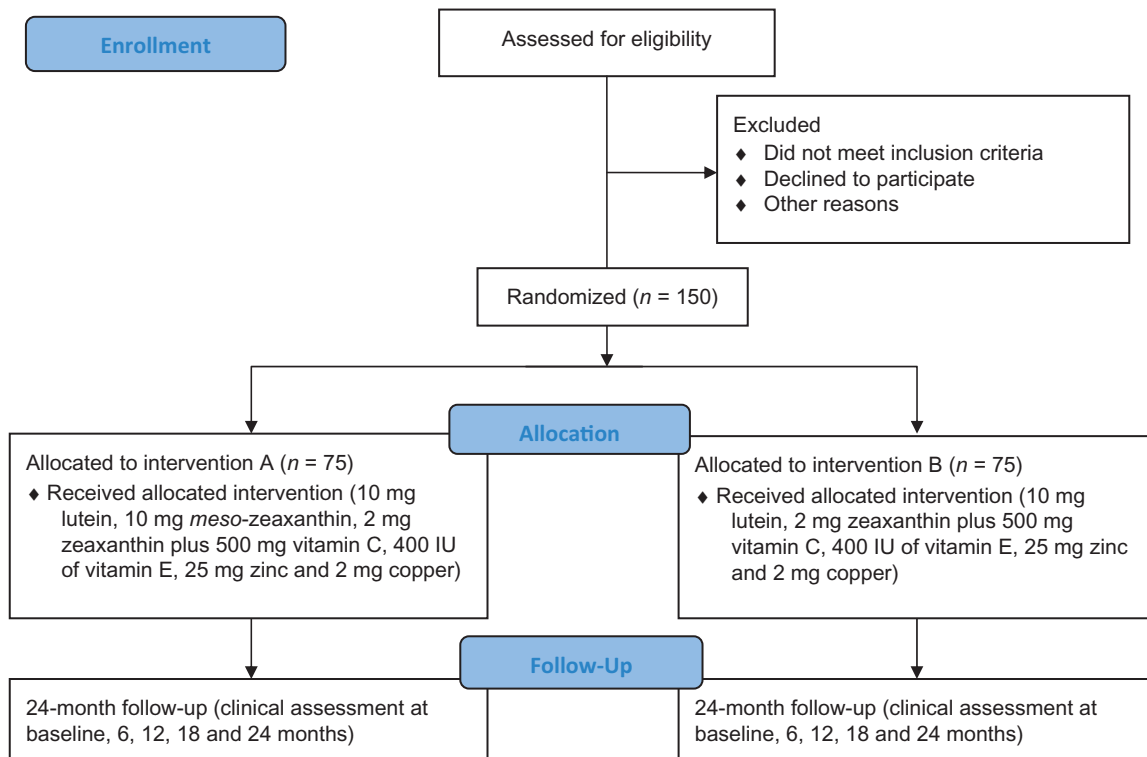 Enrollment
Assessed for eligibility
Excluded
♦ Did not meet inclusion criteria
♦ Declined to participate
♦ Other reasons
Randomized (n = 150)
Allocation
Allocated to intervention A (n = 75)
♦ Received allocated intervention (10 mg
lutein, 10 mg meso-zeaxanthin, 2 mg
zeaxanthin plus 500 mg vitamin C, 400 IU
of vitamin E, 25 mg zinc and 2 mg copper)
Allocated to intervention B (n = 75)
♦ Received allocated intervention (10 mg
lutein, 2 mg zeaxanthin plus 500 mg
vitamin C, 400 IU of vitamin E, 25 mg zinc
and 2 mg copper)
Follow-Up
24-month follow-up (clinical assessment at
baseline, 6, 12, 18 and 24 months)
24-month follow-up (clinical assessment at
baseline, 6, 12, 18 and 24 months)